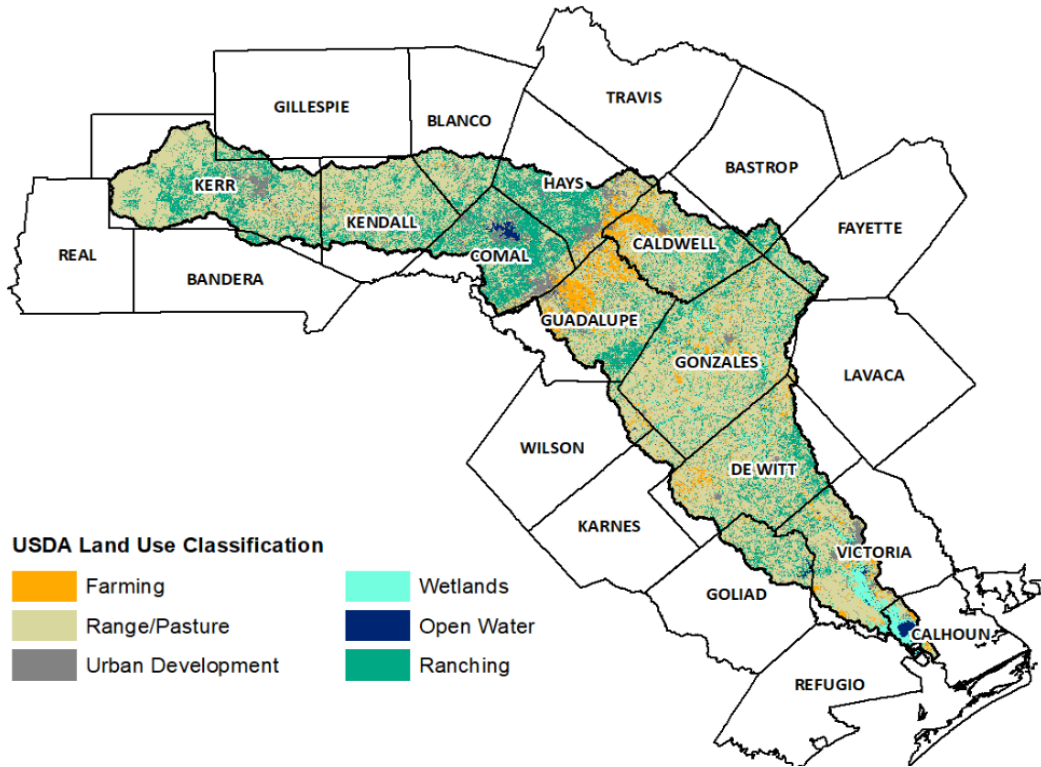 TRAVIS
GILLESPIE
BLANCO
BASTROP
HAYS
KERR
KENDALL
FAYETTE
CALDWELL
REAL
COMAL
BANDERA
GUADALUPE
GONZALES
LAVACA
WILSON
DE WITT
KARNES
VICTORIA
GOLIAD
CALHOUN
REFUGIO
USDA Land Use Classification
Farming
Range/Pasture
Urban Development
Wetlands
Open Water
Ranching